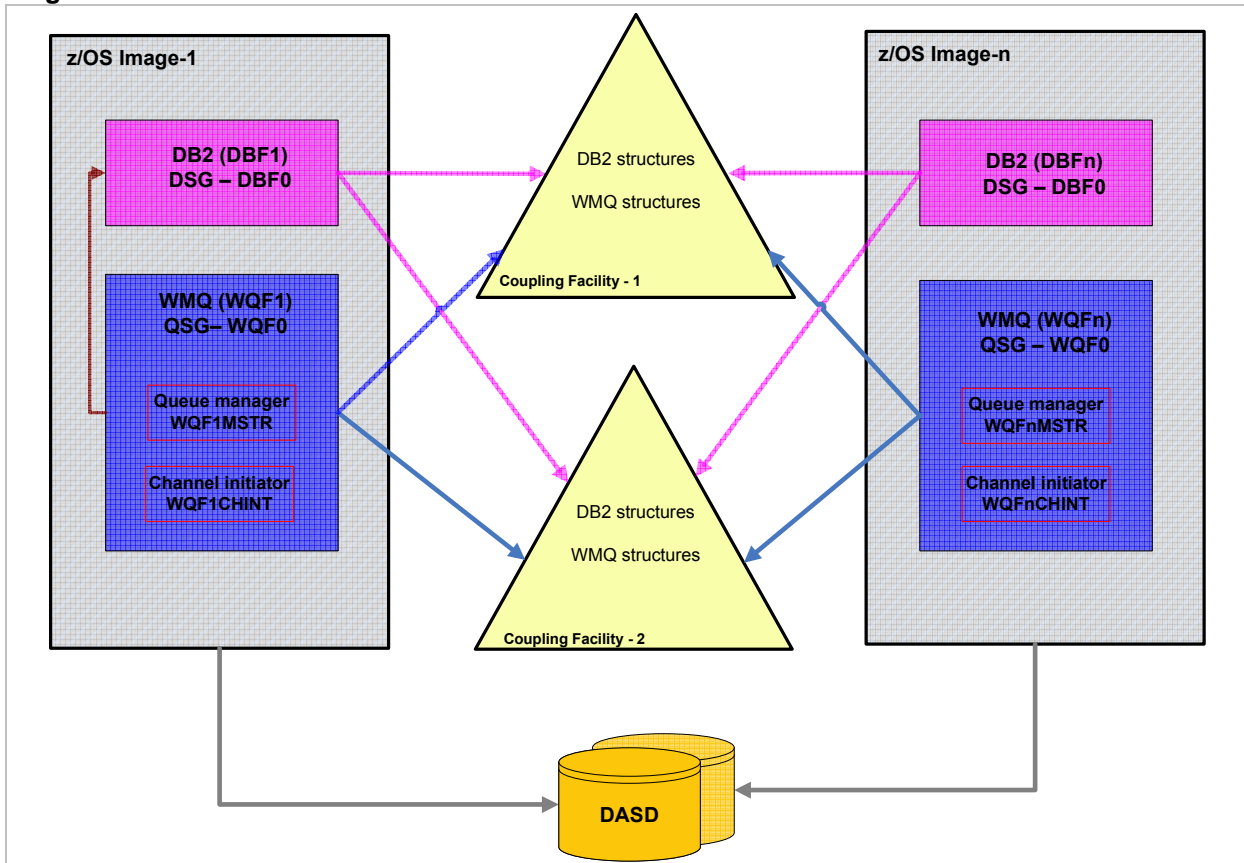 z/OS Image-1
DB2 (DBF1)
DSG – DBF0
WMQ (WQF1)
QSG– WQF0
Queue manager
WQF1MSTR
Channel initiator
WQF1CHINT
DB2 structures
WMQ structures
Coupling Facility - 1
DB2 structures
WMQ structures
Coupling Facility - 2
z/OS Image-n
DB2 (DBFn)
DSG – DBF0
WMQ (WQFn)
QSG – WQF0
Queue manager
WQFnMSTR
Channel initiator
WQFnCHINT
DASD